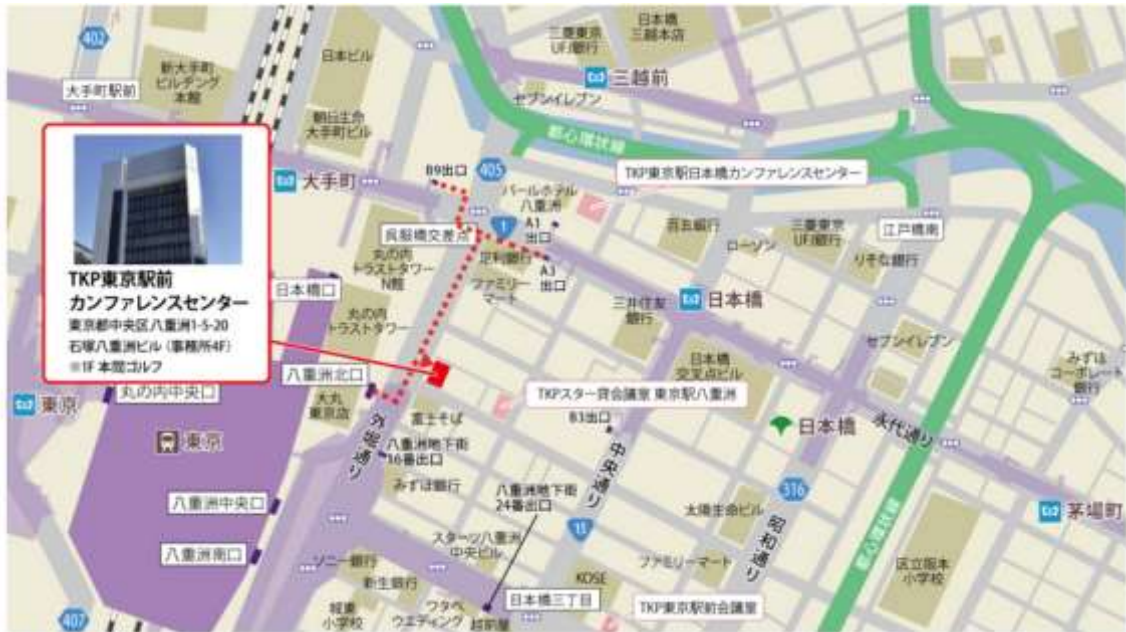 402
新大手町
ビルヂング
本館
大手町駅前
日本ビル
朝日生命
大手町ビル
三菱東京
UFJ銀行
日本橋
三越本店
三越前
セブンイレブン
都心環状線
TKP東京駅日本橋カンファレンスセンター
大手町
B9出口
405
パールホテル
八重洲
1
A1
出口
呉服橋交差点
足利銀行
A3
出口
ファミリー
マート
丸の内
トラストタワー
N館
日本橋口
丸の内
トラストタワー
百五銀行
ローソン
三菱東京
UFJ銀行
江戸橋南
りそな銀行
三井住友
銀行
日本橋
日本橋
交叉点ビル
セブンイレブン
みずほ
コーポレート
銀行
TKP東京駅前
カンファレンスセンター
東京都中央区八重洲1-5-20
石塚八重洲ビル (事務所4F)
※1F 本間ゴルフ
八重洲北口
丸の内中央口
東京
東京
大丸
東京店
外堀通り
富士そば
八重洲地下街
16番出口
みずほ銀行
TKPスター貸会議室 東京駅八重洲
B3出口
中央通り
日本橋
永代通り
八重洲中央口
八重洲地下街
24番出口
316
太陽生命ビル
昭和通り
茅場町
八重洲南口
ソニー銀行
スターツ八重洲
中央ビル
15
ファミリーマート
都心環状線
区立阪本
小学校
新生銀行
KOSE
日本橋三丁目
TKP東京駅前会議室
407
城東
小学校
ワタベ
ウエディング
越前屋